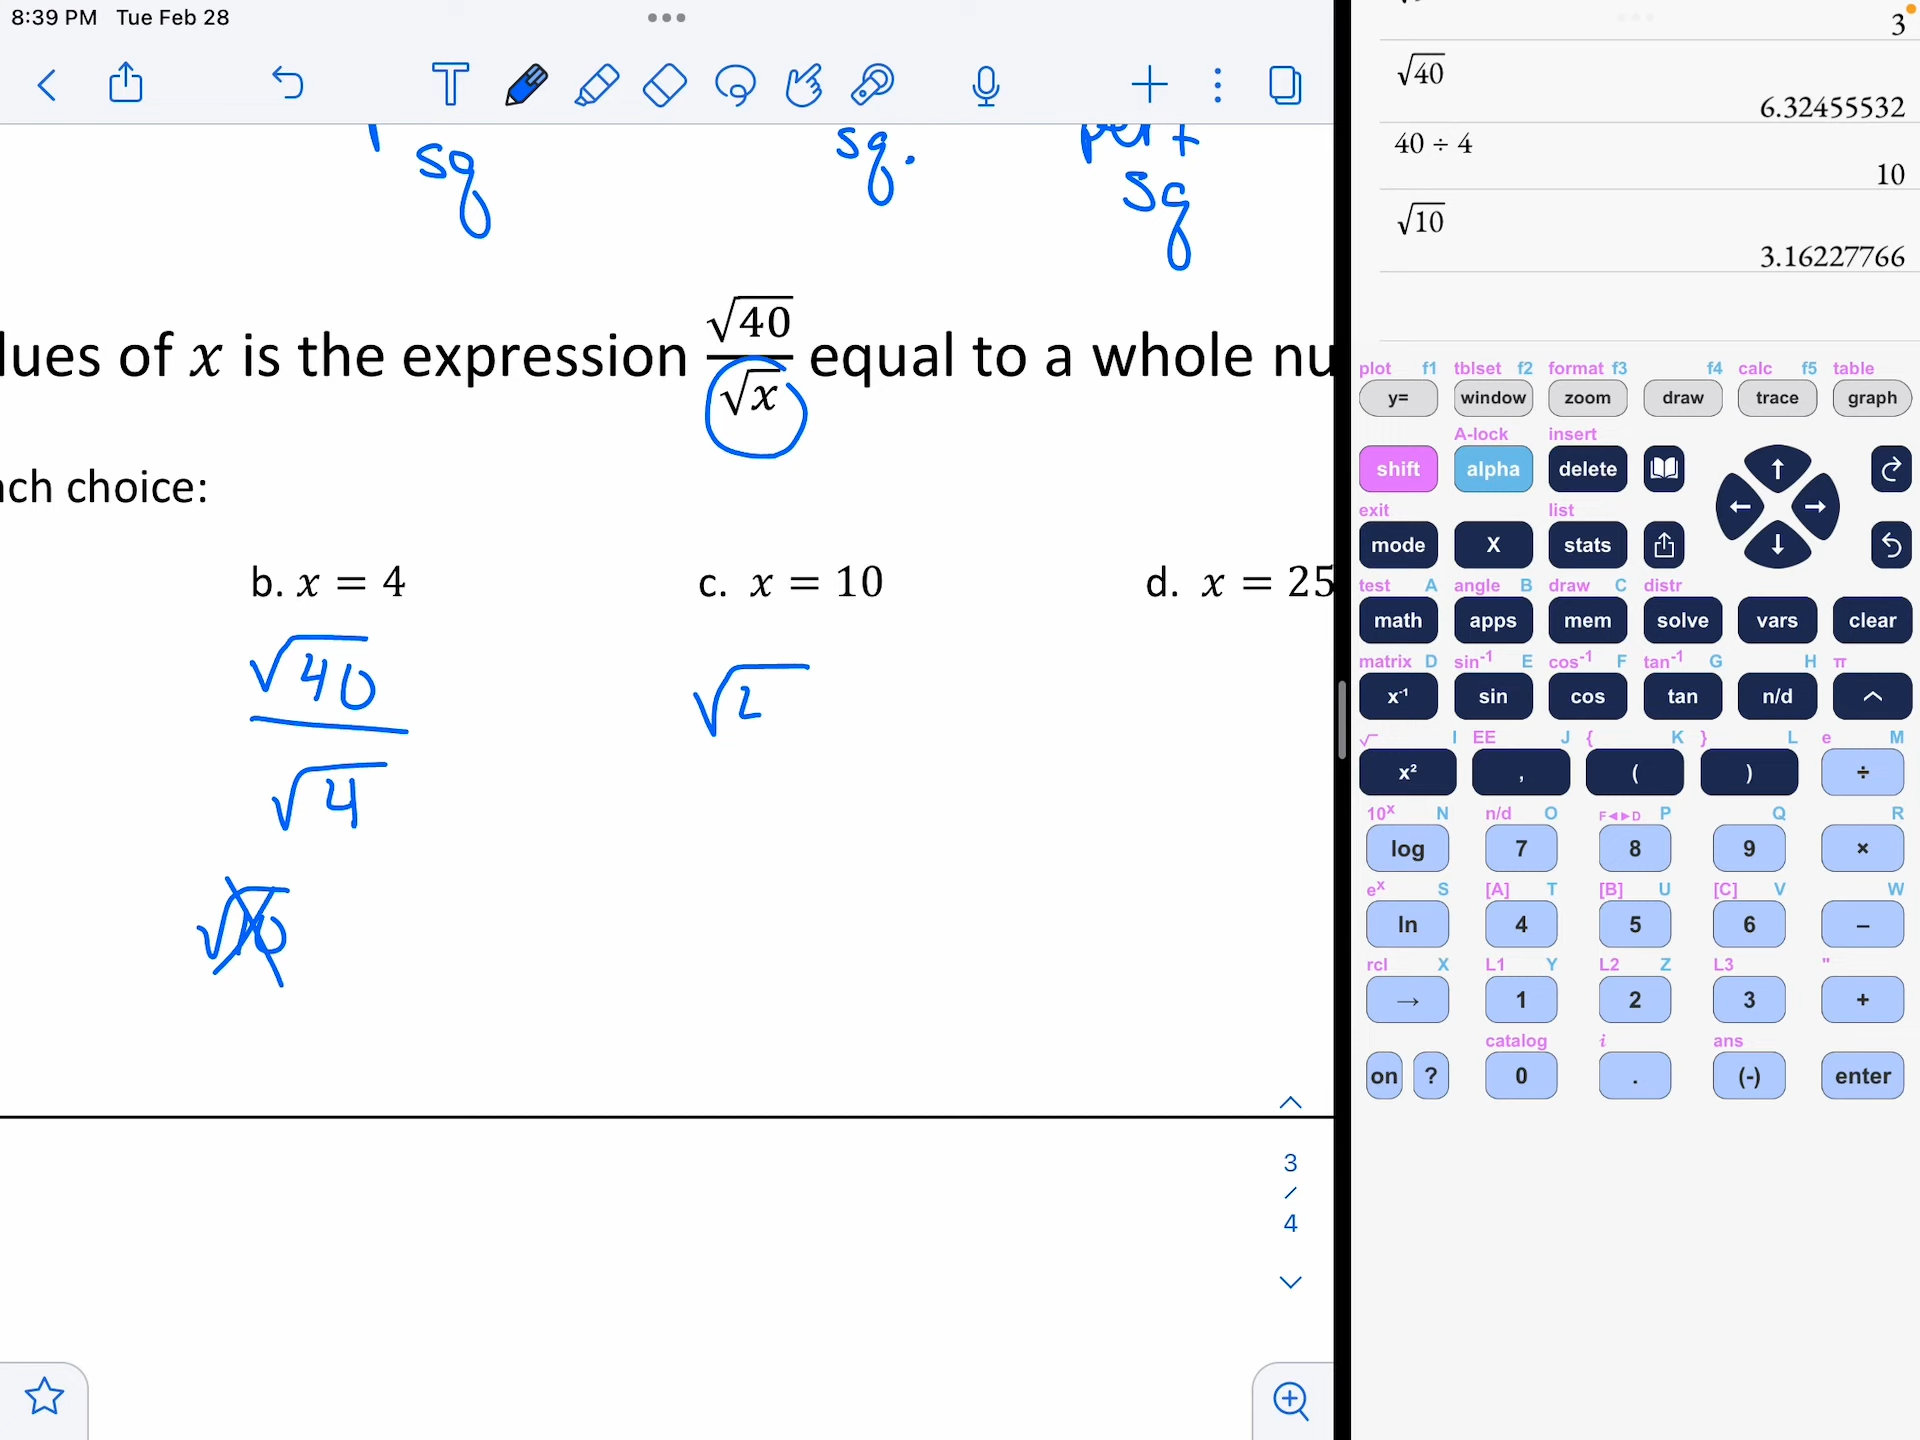 8:39 PM Tue Feb 28
T
sq
sq.
sq
lues of x is the expression √40/√x equal to a whole nu
ach choice:
b. x = 4
c. x = 10
d. x = 25
√40
√4
√10
√2
3
/
4
3
√40
6.32455532
40 ÷ 4
10
√10
3.16227766
plot f1 tblset f2 format f3 f4 calc f5 table
y= window zoom draw trace graph
A-lock insert
shift alpha delete
exit list
mode X stats
test A angle B draw C distr
math apps mem solve vars clear
matrix D sin⁻¹ E cos⁻¹ F tan⁻¹ G H π
x⁻¹ sin cos tan n/d ^
√‾ I EE J { K } L e M
x² , ( ) ÷
10ˣ N n/d O F◄►D P Q R
log 7 8 9 ×
eˣ S [A] T [B] U [C] V W
ln 4 5 6 −
rcl X L1 Y L2 Z L3 "
→ 1 2 3 +
catalog i ans
on ? 0 . (-) enter